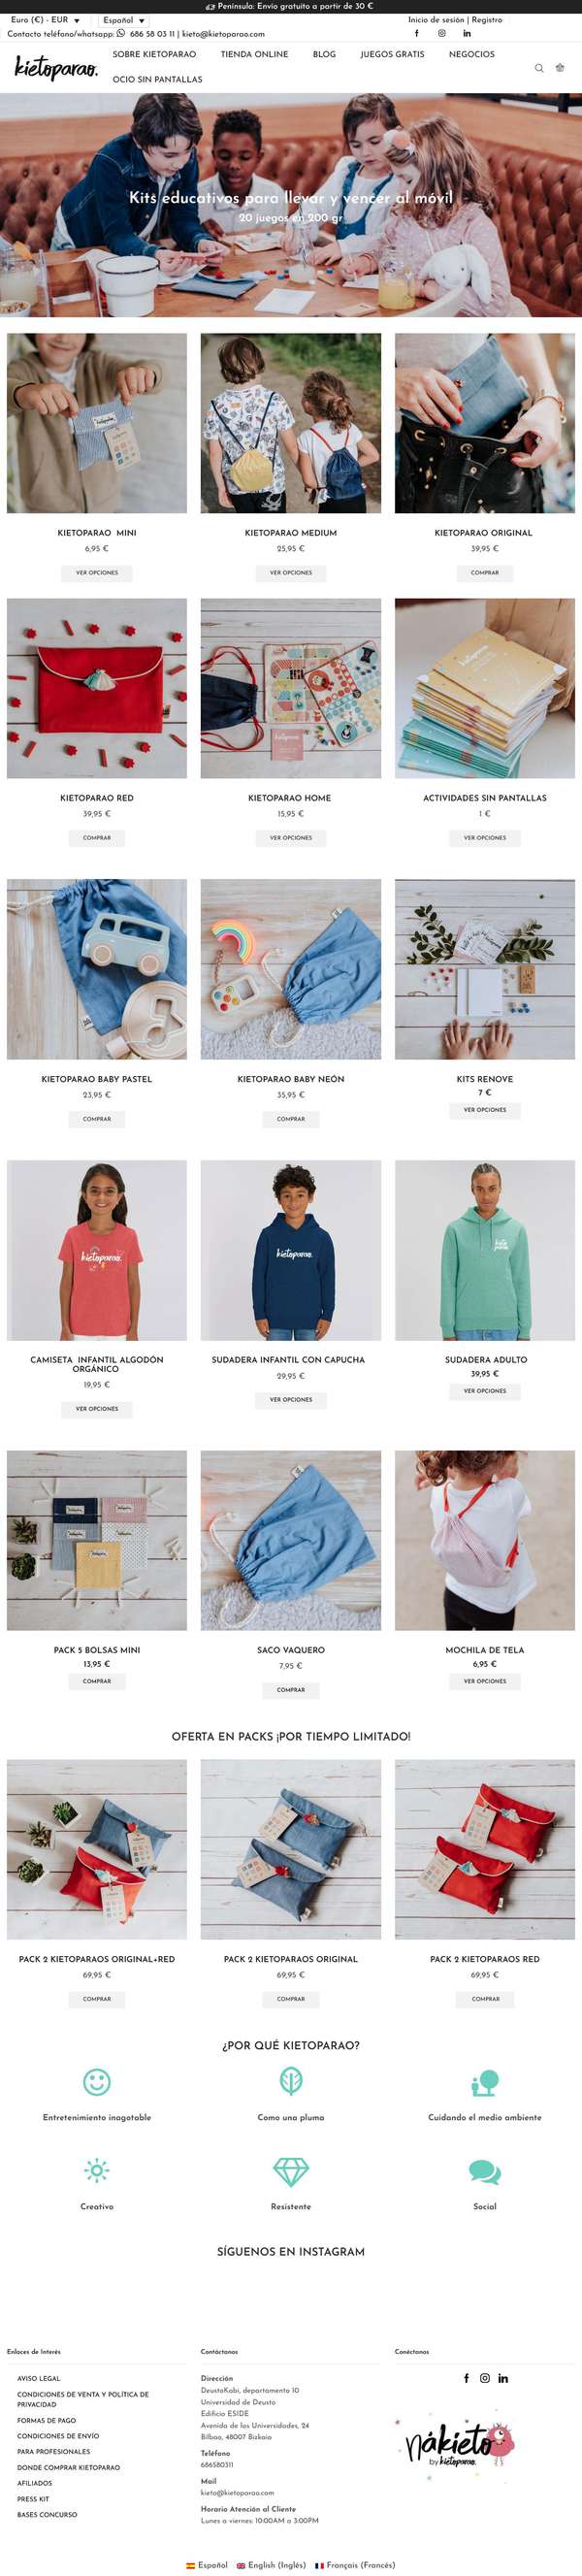 Península: Envío gratuito a partir de 30 €
Euro (€) - EUR
Español
Inicio de sesión | Registro
Contacto teléfono/whatsapp: 686 58 03 11 | kieto@kietoparao.com
kietoparao.
SOBRE KIETOPARAO
TIENDA ONLINE
BLOG
JUEGOS GRATIS
NEGOCIOS
OCIO SIN PANTALLAS
Kits educativos para llevar y vencer al móvil
20 juegos en 200 gr
KIETOPARAO MINI
6,95 €
VER OPCIONES
KIETOPARAO MEDIUM
25,95 €
VER OPCIONES
KIETOPARAO ORIGINAL
39,95 €
COMPRAR
KIETOPARAO RED
39,95 €
COMPRAR
KIETOPARAO HOME
15,95 €
VER OPCIONES
ACTIVIDADES SIN PANTALLAS
1 €
VER OPCIONES
KIETOPARAO BABY PASTEL
23,95 €
COMPRAR
KIETOPARAO BABY NEÓN
35,95 €
COMPRAR
KITS RENOVE
7 €
VER OPCIONES
kietoparao.
kietoparao.
kieto
parao.
CAMISETA INFANTIL ALGODÓN
ORGÁNICO
19,95 €
VER OPCIONES
SUDADERA INFANTIL CON CAPUCHA
29,95 €
VER OPCIONES
SUDADERA ADULTO
39,95 €
VER OPCIONES
PACK 5 BOLSAS MINI
13,95 €
COMPRAR
SACO VAQUERO
7,95 €
COMPRAR
MOCHILA DE TELA
6,95 €
VER OPCIONES
OFERTA EN PACKS ¡POR TIEMPO LIMITADO!
PACK 2 KIETOPARAOS ORIGINAL+RED
69,95 €
COMPRAR
PACK 2 KIETOPARAOS ORIGINAL
69,95 €
COMPRAR
PACK 2 KIETOPARAOS RED
69,95 €
COMPRAR
¿POR QUÉ KIETOPARAO?
Entretenimiento inagotable
Como una pluma
Cuidando el medio ambiente
Creativo
Resistente
Social
SÍGUENOS EN INSTAGRAM
Enlaces de Interés
AVISO LEGAL
CONDICIONES DE VENTA Y POLÍTICA DE
PRIVACIDAD
FORMAS DE PAGO
CONDICIONES DE ENVÍO
PARA PROFESIONALES
DONDE COMPRAR KIETOPARAO
AFILIADOS
PRESS KIT
BASES CONCURSO
Contáctanos
Dirección
DeustoKabi, departamento 10
Universidad de Deusto
Edificio ESIDE
Avenida de las Universidades, 24
Bilbao, 48007 Bizkaia
Teléfono
686580311
Mail
kieto@kietoparao.com
Horario Atención al Cliente
Lunes a viernes: 10:00AM a 3:00PM
Conéctanos
nákieto
by kietoparao.
Español
English (Inglés)
Français (Francés)